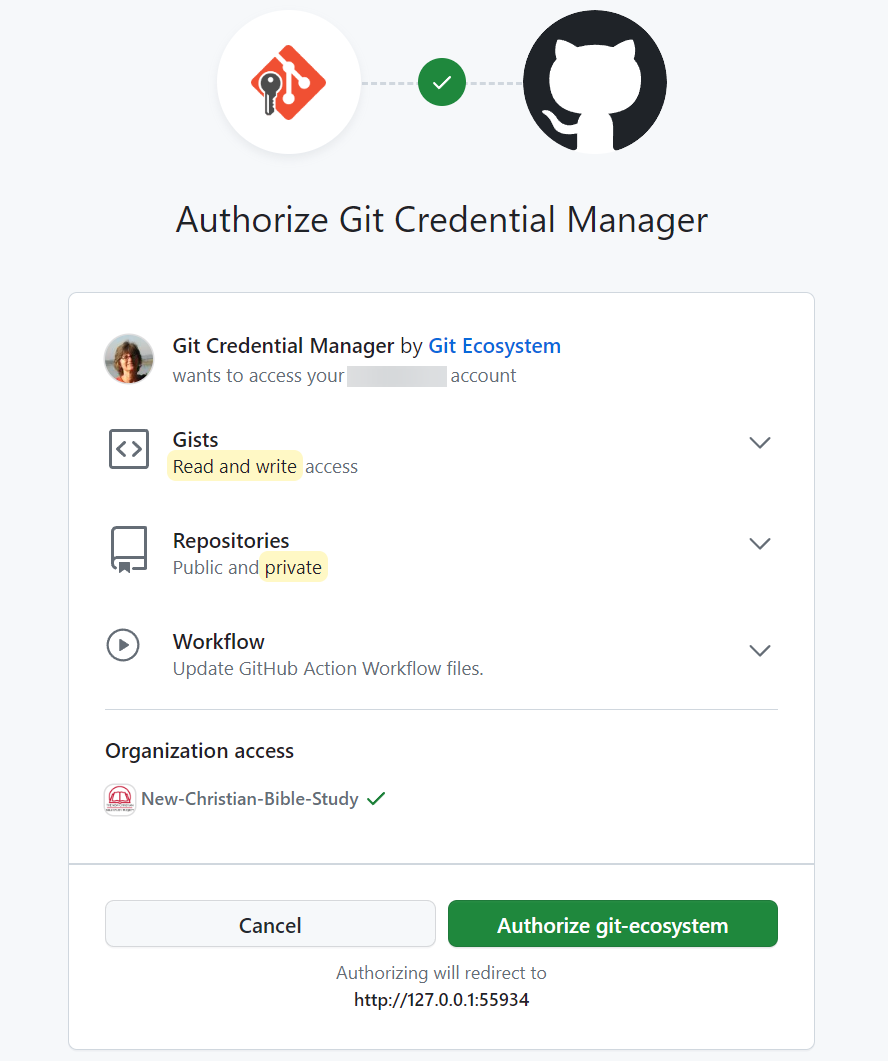 Authorize Git Credential Manager
Git Credential Manager by Git Ecosystem
wants to access your account
Gists
Read and write access
Repositories
Public and private
Workflow
Update GitHub Action Workflow files.
Organization access
New-Christian-Bible-Study
Cancel
Authorize git-ecosystem
Authorizing will redirect to
http://127.0.0.1:55934